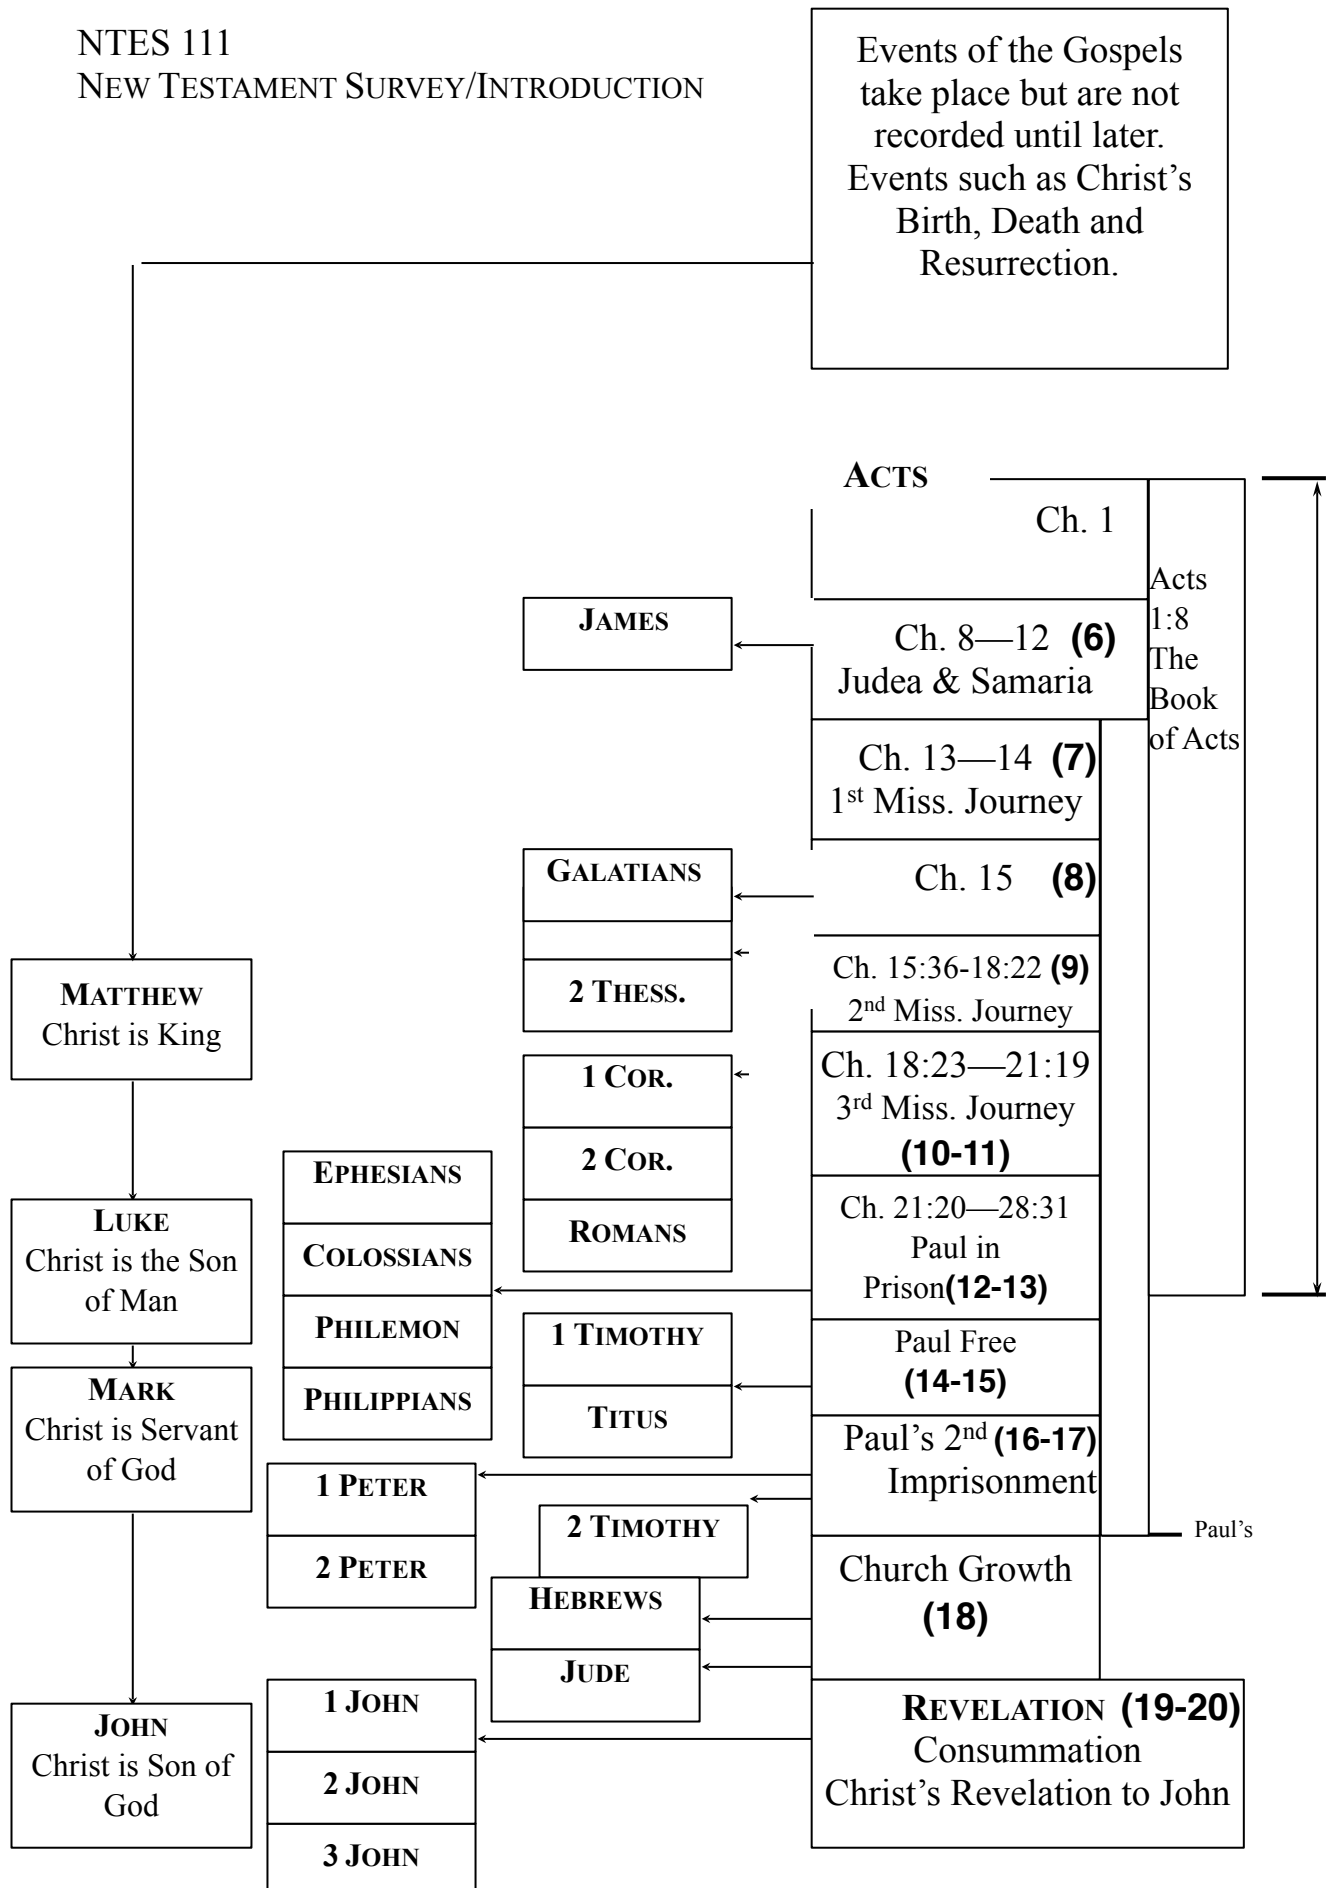 NTES 111
NEW TESTAMENT SURVEY/INTRODUCTION
Events of the Gospels
take place but are not
recorded until later.
Events such as Christ’s
Birth, Death and
Resurrection.
ACTS
Ch. 1
Acts
1:8
The
Book
of Acts
JAMES
Ch. 8—12 (6)
Judea & Samaria
Ch. 13—14 (7)
1st Miss. Journey
GALATIANS
Ch. 15 (8)
2 THESS.
Ch. 15:36-18:22 (9)
2nd Miss. Journey
MATTHEW
Christ is King
1 COR.
2 COR.
ROMANS
Ch. 18:23—21:19
3rd Miss. Journey
(10-11)
EPHESIANS
COLOSSIANS
PHILEMON
PHILIPPIANS
LUKE
Christ is the Son
of Man
Ch. 21:20—28:31
Paul in
Prison(12-13)
1 TIMOTHY
TITUS
Paul Free
(14-15)
MARK
Christ is Servant
of God
Paul’s 2nd (16-17)
Imprisonment
1 PETER
2 PETER
2 TIMOTHY
Paul's
HEBREWS
JUDE
Church Growth
(18)
JOHN
Christ is Son of
God
1 JOHN
2 JOHN
3 JOHN
REVELATION (19-20)
Consummation
Christ’s Revelation to John